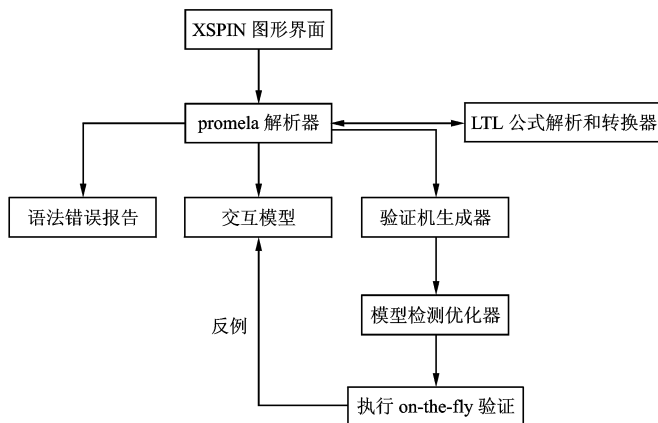 XSPIN 图形界面
promela 解析器
LTL 公式解析和转换器
语法错误报告
交互模型
验证机生成器
模型检测优化器
反例
执行 on-the-fly 验证